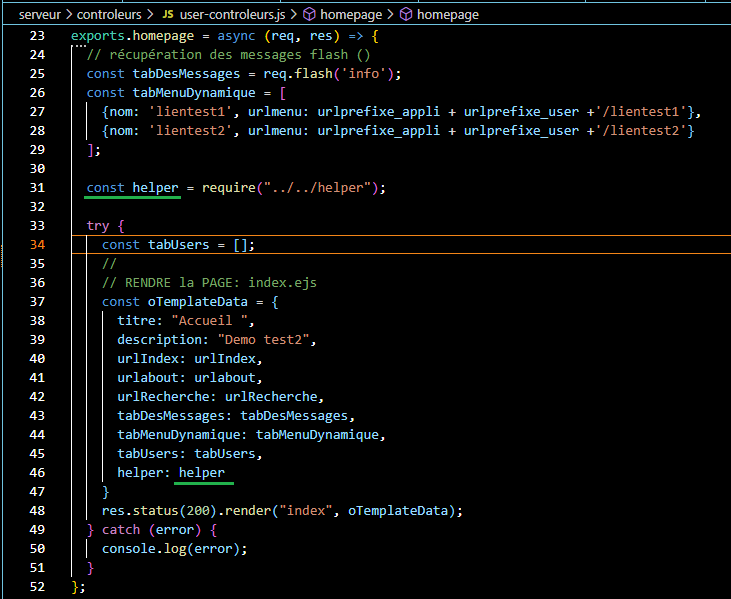 serveur > controleurs > JS user-controleurs.js > homepage > homepage
23 exports.homepage = async (req, res) => {
24 // récupération des messages flash ()
25 const tabDesMessages = req.flash('info');
26 const tabMenuDynamique = [
27 {nom: 'lientest1', urlmenu: urlprefixe_appli + urlprefixe_user +'/lientest1'},
28 {nom: 'lientest2', urlmenu: urlprefixe_appli + urlprefixe_user +'/lientest2'}
29 ];
30
31 const helper = require("../../helper");
32
33 try {
34 const tabUsers = [];
35 //
36 // RENDRE la PAGE: index.ejs
37 const oTemplateData = {
38 titre: "Accueil ",
39 description: "Demo test2",
40 urlIndex: urlIndex,
41 urlabout: urlabout,
42 urlRecherche: urlRecherche,
43 tabDesMessages: tabDesMessages,
44 tabMenuDynamique: tabMenuDynamique,
45 tabUsers: tabUsers,
46 helper: helper
47 }
48 res.status(200).render("index", oTemplateData);
49 } catch (error) {
50 console.log(error);
51 }
52 };